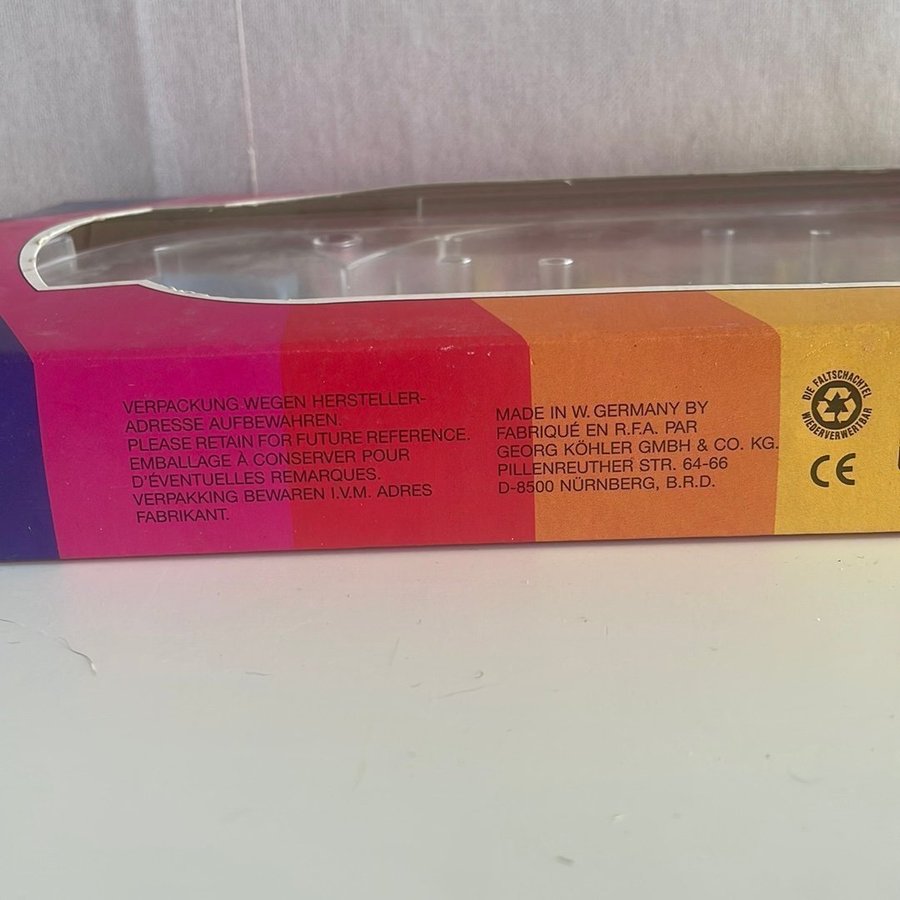 VERPACKUNG WEGEN HERSTELLER-
ADRESSE AUFBEWAHREN.
PLEASE RETAIN FOR FUTURE REFERENCE.
EMBALLAGE À CONSERVER POUR
D'ÉVENTUELLES REMARQUES.
VERPAKKING BEWAREN I.V.M. ADRES
FABRIKANT.
MADE IN W. GERMANY BY
FABRIQUÉ EN R.F.A. PAR
GEORG KÖHLER GMBH & CO. KG.
PILLENREUTHER STR. 64-66
D-8500 NÜRNBERG, B.R.D.
DIE FALTSCHACHTEL
WIEDERVERWERTBAR
CE